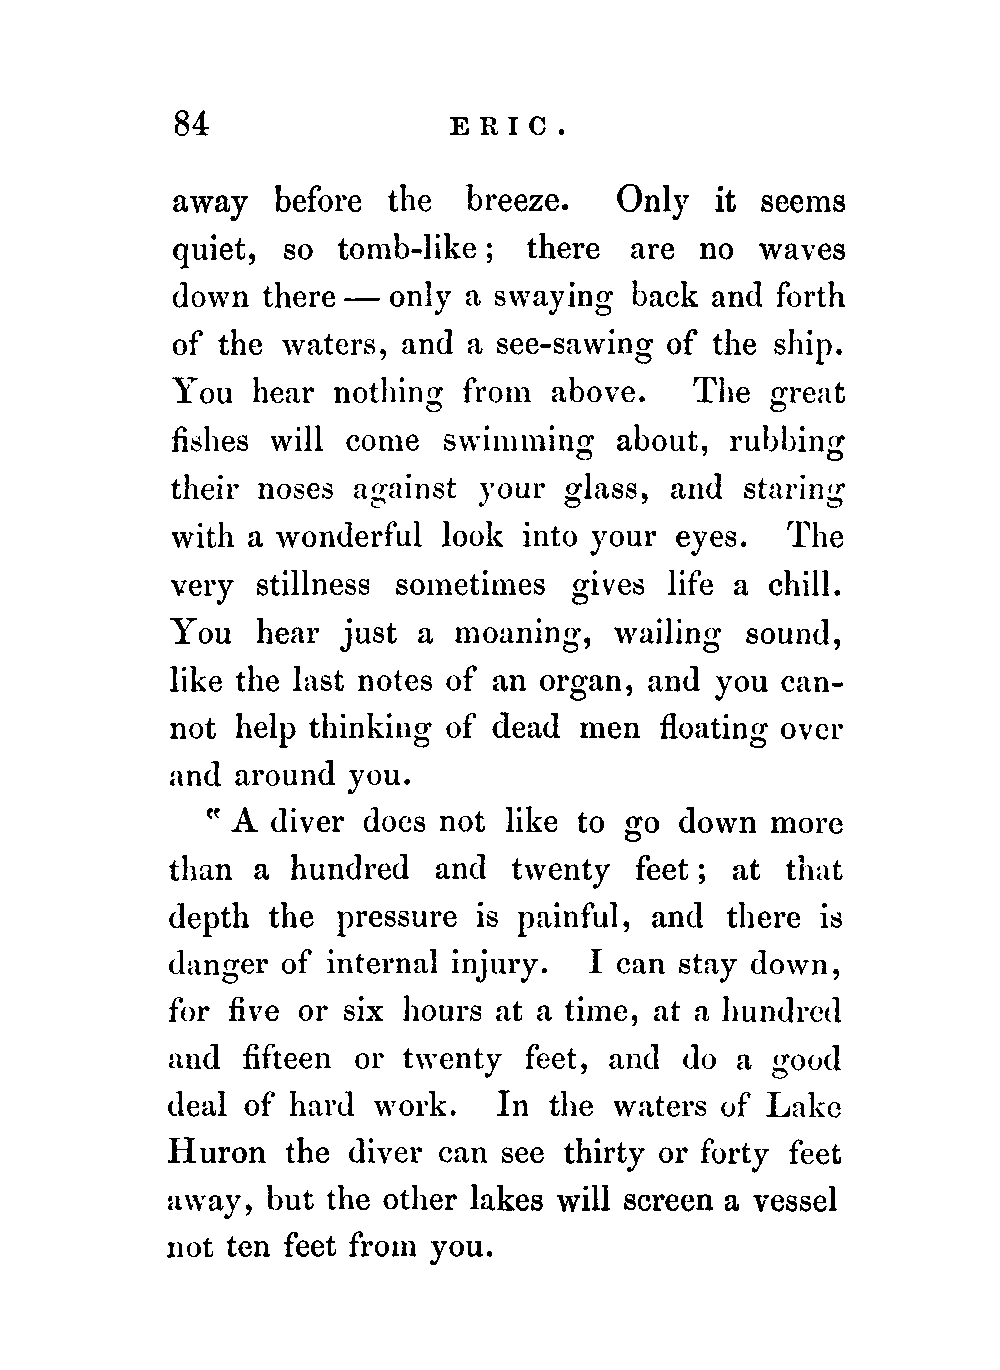 84 ERIC.
away before the breeze. Only it seems
quiet, so tomb-like; there are no waves
down there — only a swaying back and forth
of the waters, and a see-sawing of the ship.
You hear nothing from above. The great
fishes will come swimming about, rubbing
their noses against your glass, and staring
with a wonderful look into your eyes. The
very stillness sometimes gives life a chill.
You hear just a moaning, wailing sound,
like the last notes of an organ, and you can-
not help thinking of dead men floating over
and around you.
"A diver does not like to go down more
than a hundred and twenty feet; at that
depth the pressure is painful, and there is
danger of internal injury. I can stay down,
for five or six hours at a time, at a hundred
and fifteen or twenty feet, and do a good
deal of hard work. In the waters of Lake
Huron the diver can see thirty or forty feet
away, but the other lakes will screen a vessel
not ten feet from you.